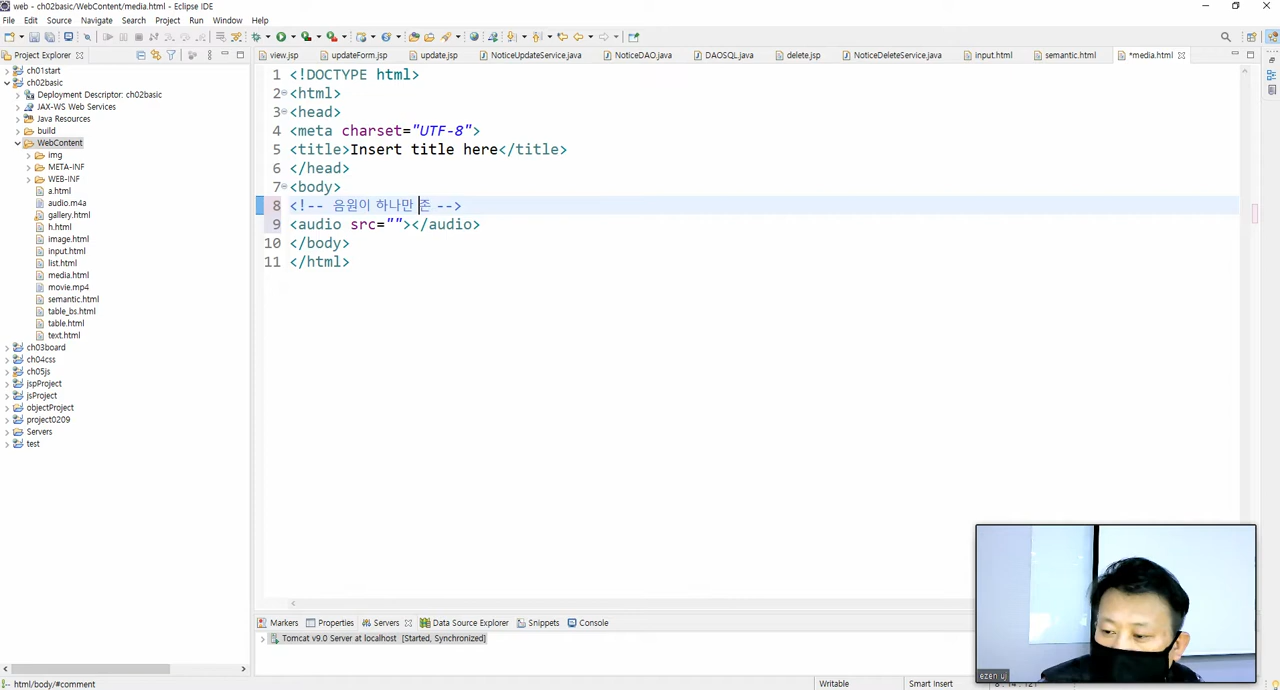 web - ch02basic/WebContent/media.html - Eclipse IDE
File Edit Source Navigate Search Project Run Window Help
Project Explorer
view.jsp updateForm.jsp update.jsp NoticeUpdateService.java NoticeDAO.java DAOSQL.java delete.jsp NoticeDeleteService.java input.html semantic.html *media.html
ch01start
ch02basic
Deployment Descriptor: ch02basic
JAX-WS Web Services
Java Resources
build
WebContent
img
META-INF
WEB-INF
a.html
audio.m4a
gallery.html
h.html
image.html
input.html
list.html
media.html
movie.mp4
semantic.html
table_bs.html
table.html
text.html
ch03board
ch04css
ch05js
jspProject
jsProject
objectProject
project0209
Servers
test
1 <!DOCTYPE html>
2 <html>
3 <head>
4 <meta charset="UTF-8">
5 <title>Insert title here</title>
6 </head>
7 <body>
8 <!-- 음원이 하나만 존 -->
9 <audio src=""></audio>
10 </body>
11 </html>
Markers Properties Servers Data Source Explorer Snippets Console
Tomcat v9.0 Server at localhost [Started, Synchronized]
ezen uj
html/body/#comment Writable Smart Insert